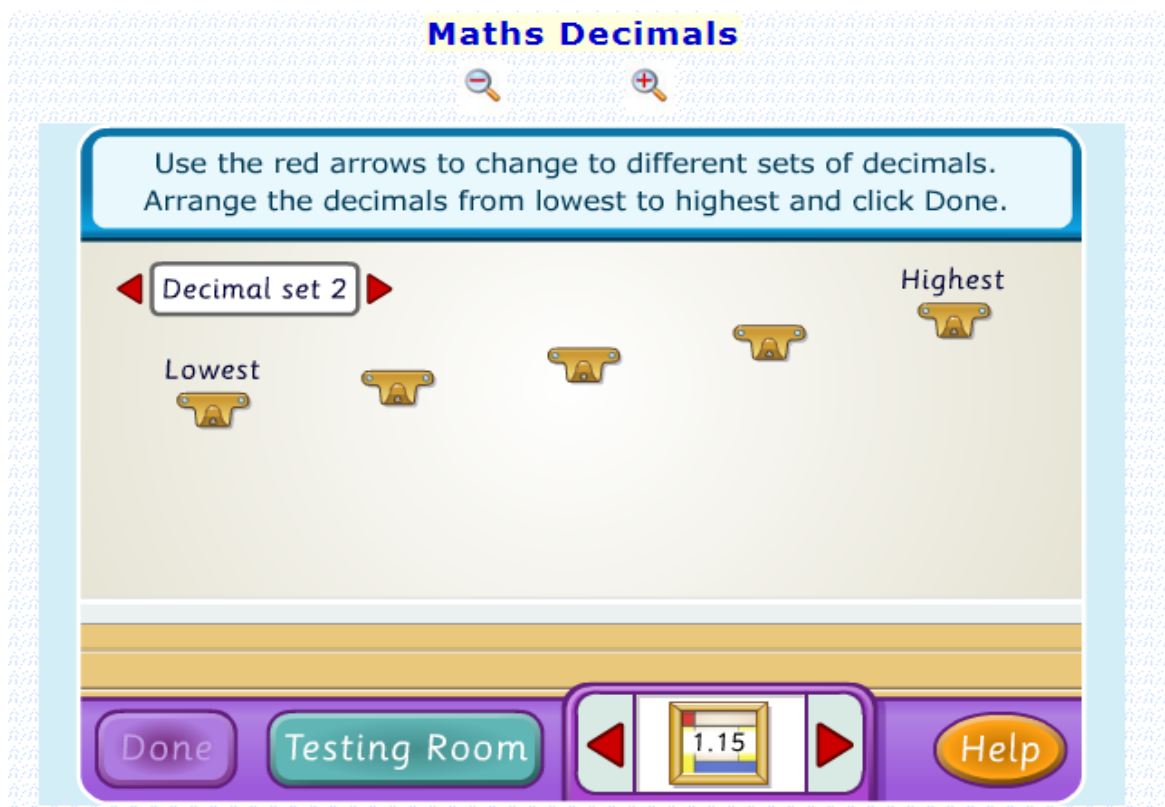 Maths Decimals
Use the red arrows to change to different sets of decimals.
Arrange the decimals from lowest to highest and click Done.
Decimal set 2
Highest
Lowest
Done
Testing Room
1.15
Help